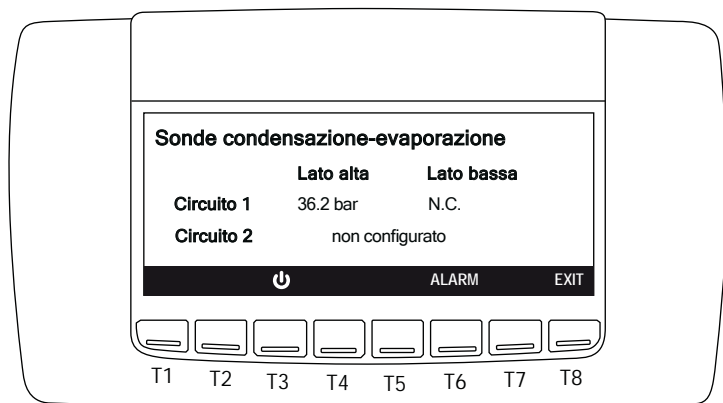 Sonde condensazione-evaporazione
Lato alta Lato bassa
Circuito 1 36.2 bar N.C.
Circuito 2 non configurato
ALARM EXIT
T1 T2 T3 T4 T5 T6 T7 T8